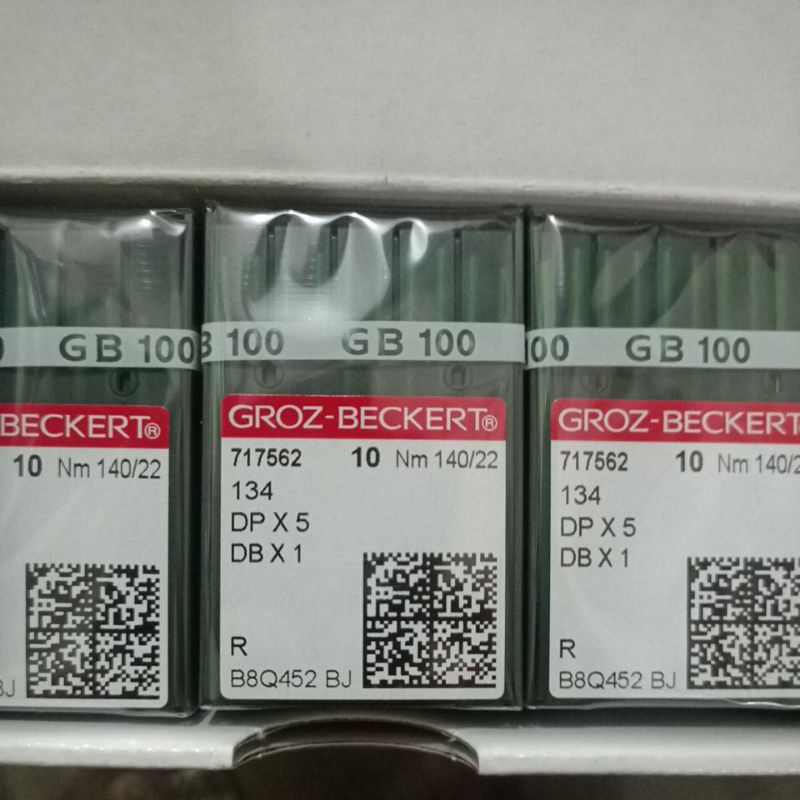 GB 100
BECKERT®
10 Nm 140/22
BJ
100 GB 100
GROZ-BECKERT®
717562 10 Nm 140/22
134
DP X 5
DB X 1
R
B8Q452 BJ
00 GB 100
GROZ-BECKERT
717562 10 Nm 140/2
134
DP X 5
DB X 1
R
B8Q452 BJ